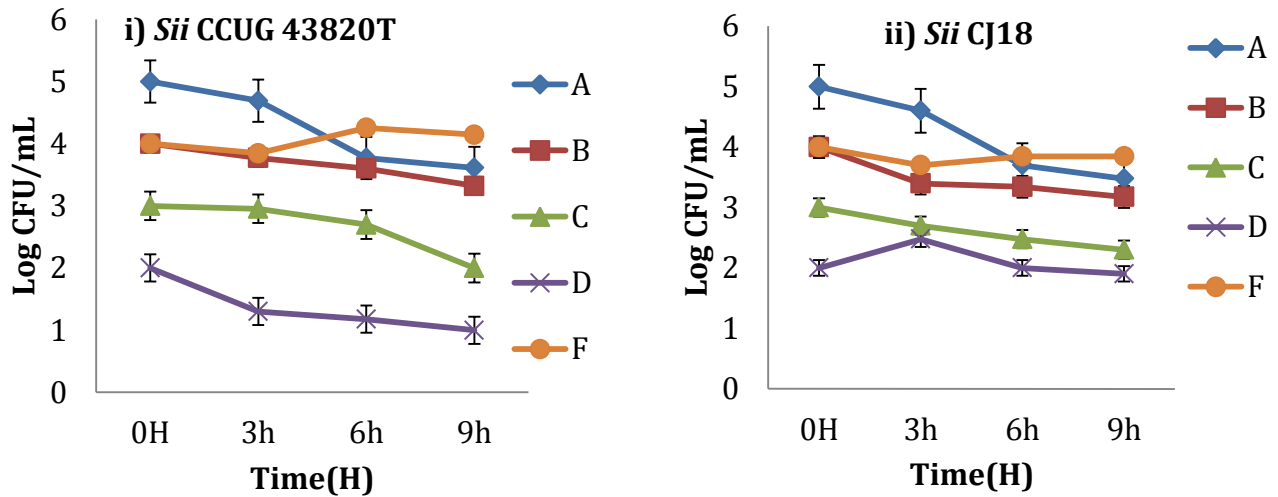 i) Sii CCUG 43820T
6
5
4
3
2
1
0
Log CFU/mL
0H 3h 6h 9h
Time(H)
A
B
C
D
F
ii) Sii CJ18
6
5
4
3
2
1
0
Log CFU/mL
0H 3h 6h 9h
Time(H)
A
B
C
D
F